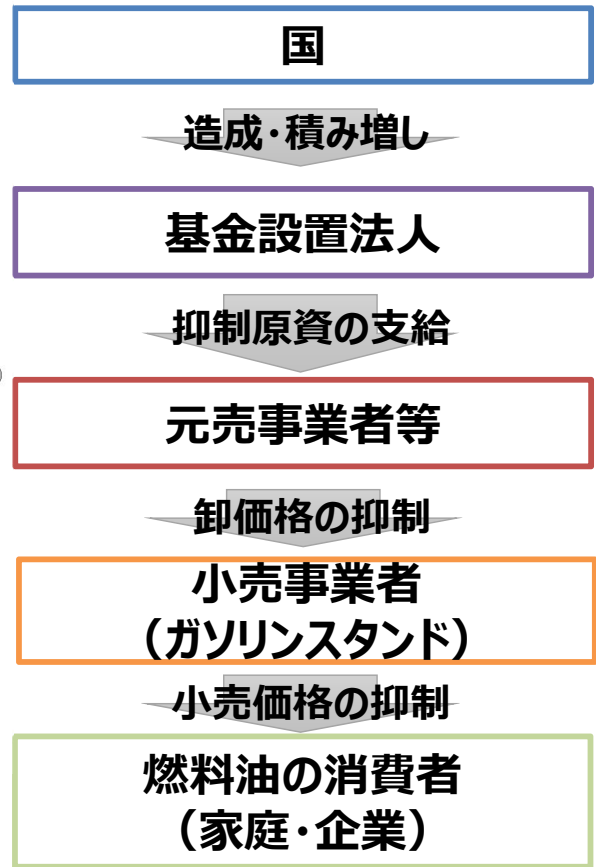 国
造成・積み増し
基金設置法人
抑制原資の支給
元売事業者等
卸価格の抑制
小売事業者
（ガソリンスタンド）
小売価格の抑制
燃料油の消費者
（家庭・企業）